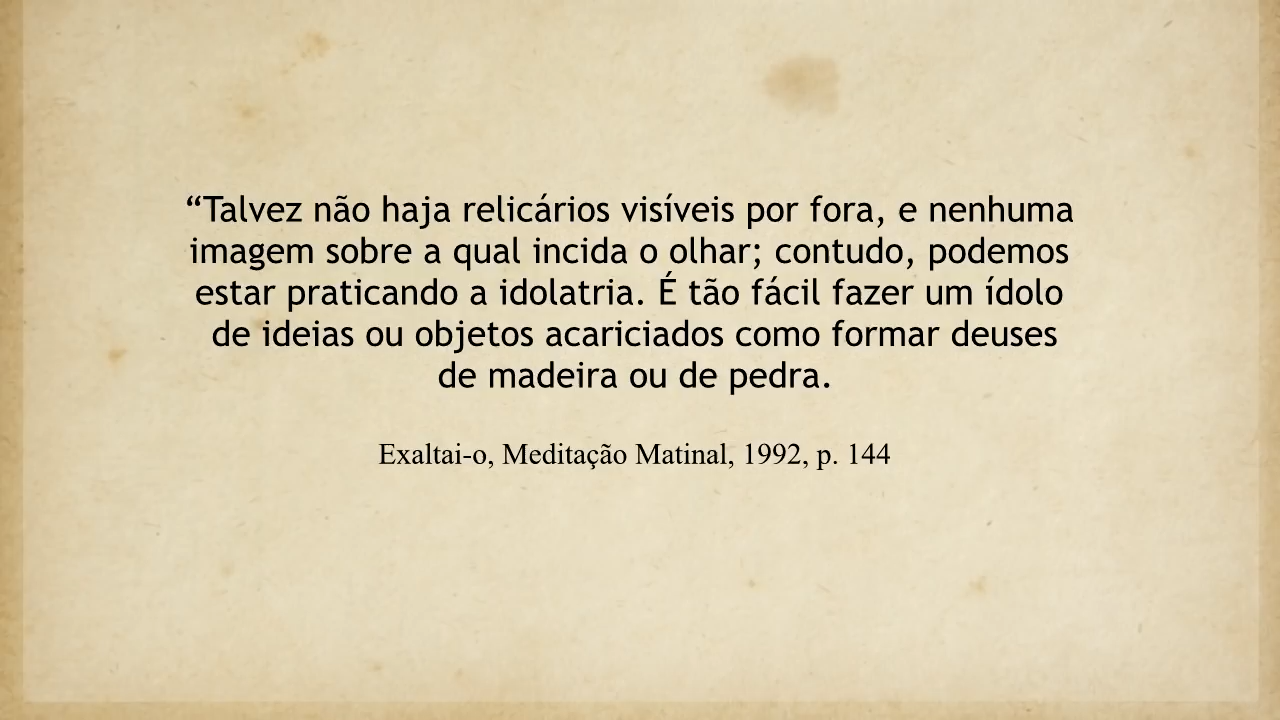 “Talvez não haja relicários visíveis por fora, e nenhuma
imagem sobre a qual incida o olhar; contudo, podemos
estar praticando a idolatria. É tão fácil fazer um ídolo
de ideias ou objetos acariciados como formar deuses
de madeira ou de pedra.
Exaltai-o, Meditação Matinal, 1992, p. 144